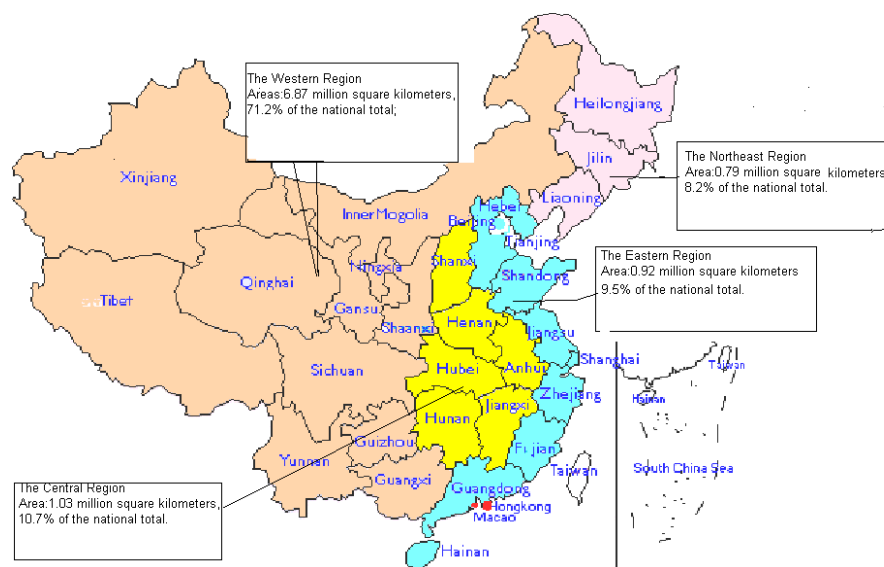 The Western Region
Areas:6.87 million square kilometers,
71.2% of the national total;
Heilongjiang
Jilin
The Northeast Region
Area:0.79 million square kilometers
8.2% of the national total.
Liaoning
Xinjiang
Inner Mogolia
Hebei
Beijing
Tianjing
Ningxia
Shanxi
Shandong
The Eastern Region
Area:0.92 million square kilometers
9.5% of the national total.
Qinghai
Tibet
Gansu
Shaanxi
Henan
Jiangsu
Shanghai
Sichuan
Hubei
Anhui
Zhejiang
Taiwan
Hainan
Hunan
Jiangxi
Guizhou
Fujian
Yunnan
Guangxi
Taiwan
South China Sea
The Central Region
Area:1.03 million square kilometers,
10.7% of the national total.
Guangdong
Hongkong
Macao
Hainan